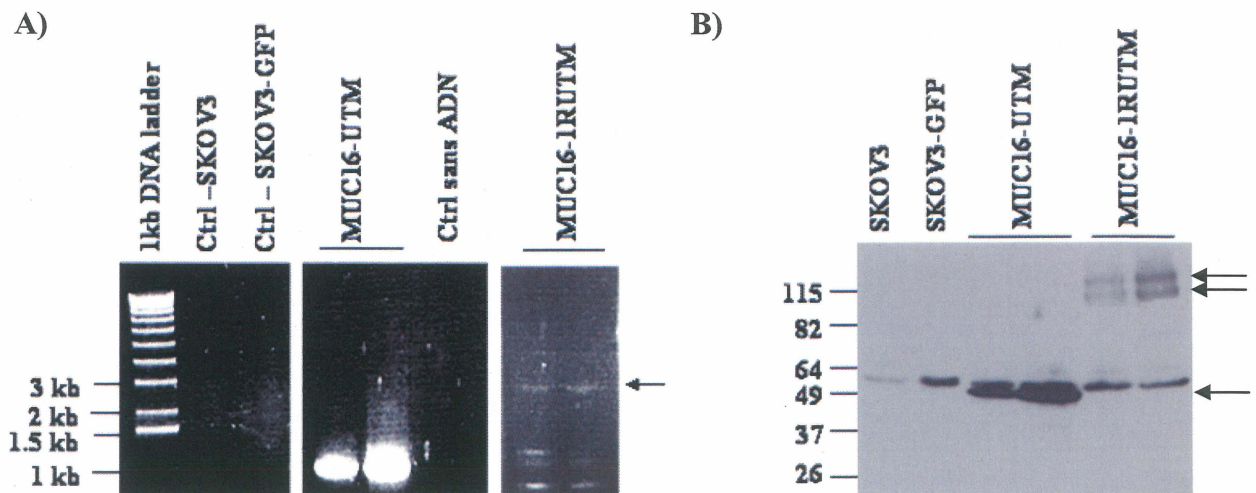 A)
1kb DNA ladder
Ctrl –SKOV3
Ctrl – SKOV3-GFP
MUC16-UTM
Ctrl sans ADN
MUC16-1RUTM
3 kb
2 kb
1.5 kb
1 kb
B)
SKOV3
SKOV3-GFP
MUC16-UTM
MUC16-1RUTM
115
82
64
49
37
26